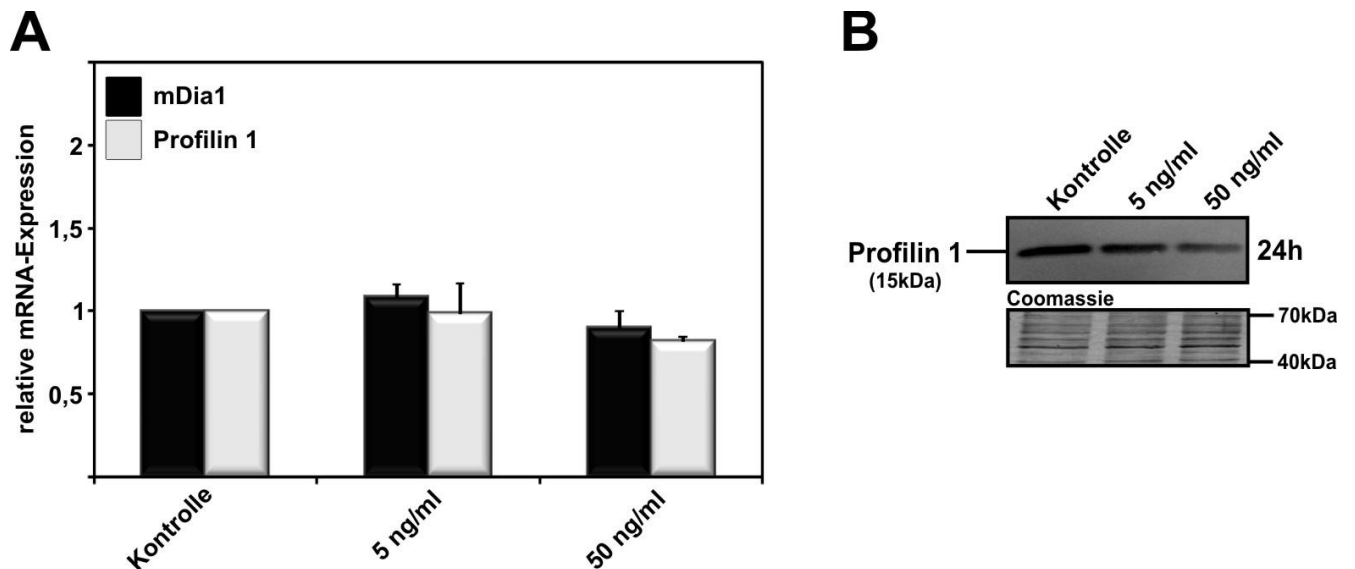 A
relative mRNA-Expression
mDia1
Profilin 1
2
1,5
1
0,5
Kontrolle
5 ng/ml
50 ng/ml
B
Kontrolle
5 ng/ml
50 ng/ml
Profilin 1
(15kDa)
24h
Coomassie
70kDa
40kDa